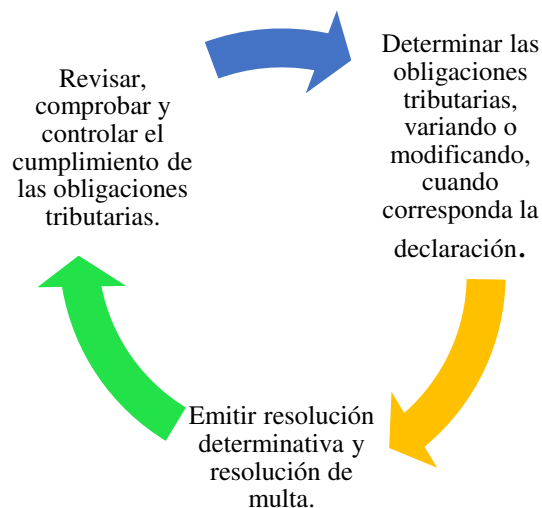 Revisar,
comprobar y
controlar el
cumplimiento de
las obligaciones
tributarias.
Determinar las
obligaciones
tributarias,
variando o
modificando,
cuando
corresponda la
declaración.
Emitir resolución
determinativa y
resolución de
multa.